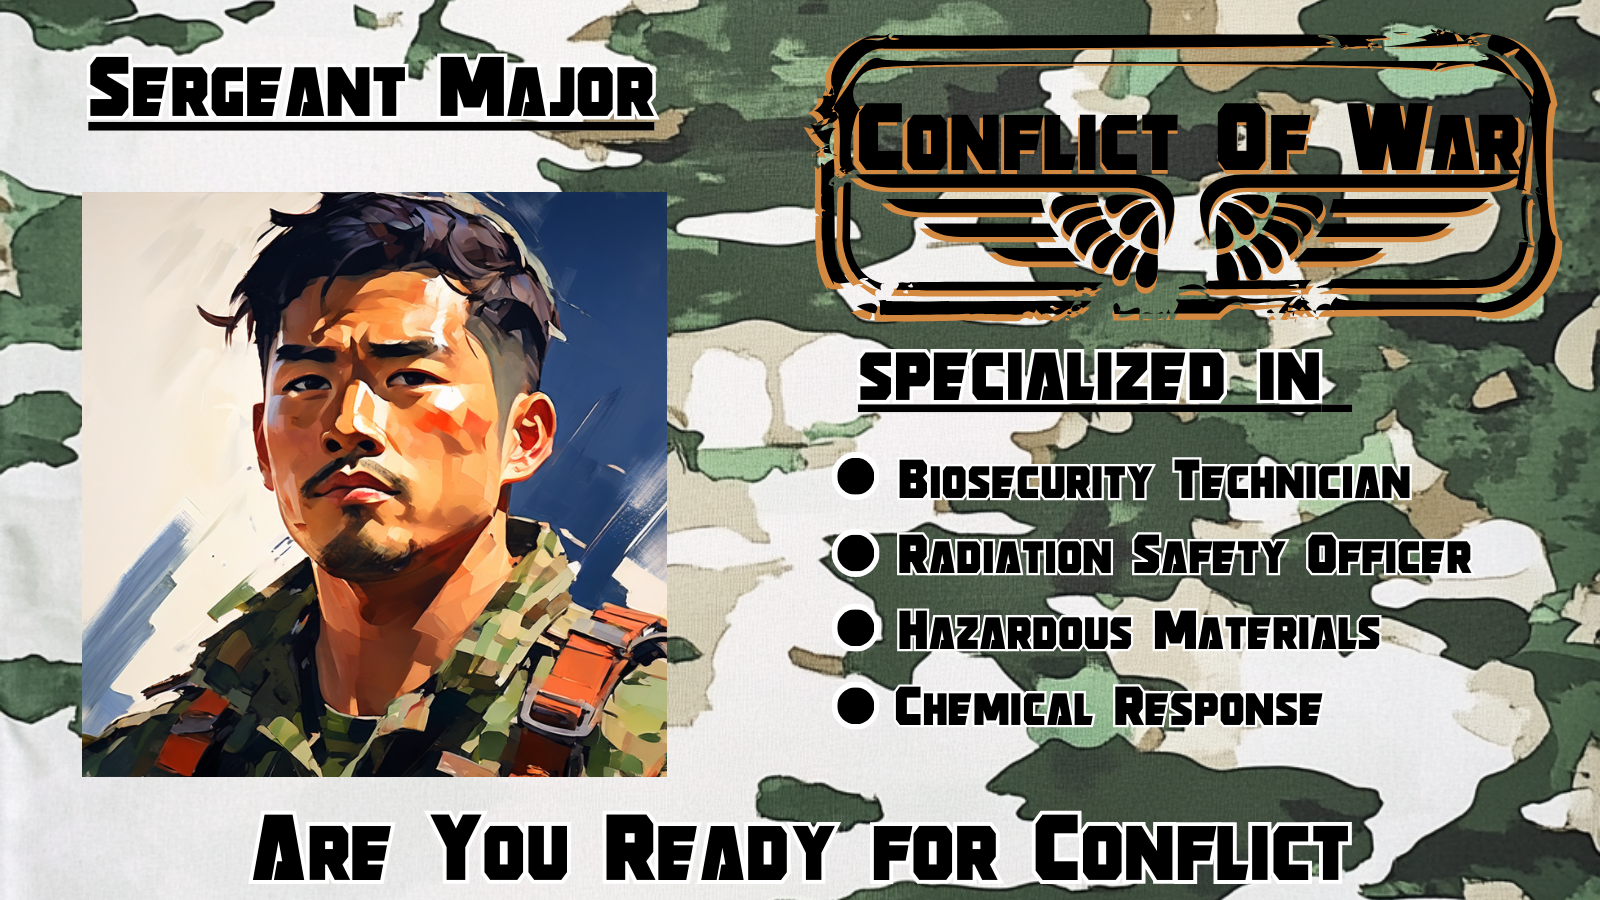 Sergeant Major
Conflict Of War
SPECIALIZED IN
Biosecurity Technician
Radiation Safety Officer
Hazardous Materials
Chemical Response
Are You Ready for Conflict